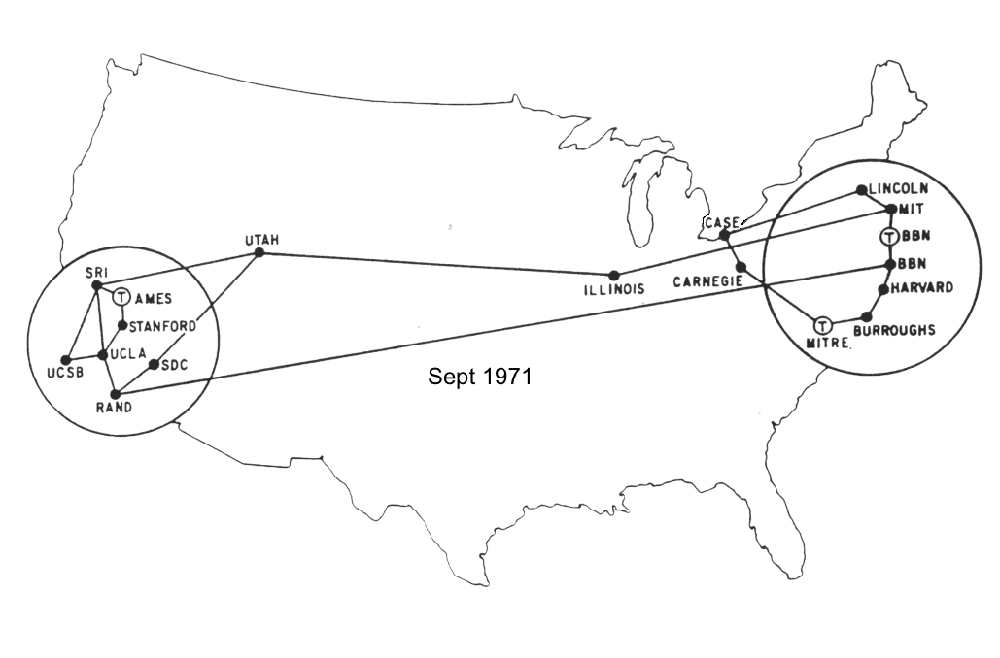 LINCOLN
MIT
T BBN
CASE
UTAH
BBN
SRI
ILLINOIS
CARNEGIE
HARVARD
T AMES
STANFORD
T
BURROUGHS
MITRE
UCLA
SDC
UCSB
Sept 1971
RAND